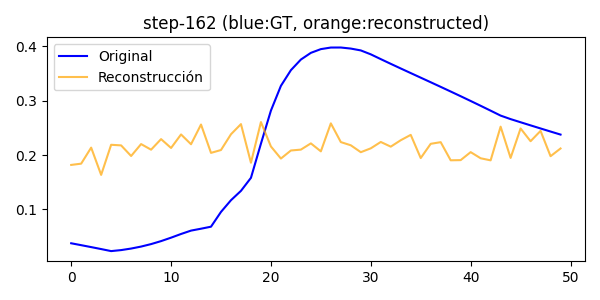 step-162 (blue:GT, orange:reconstructed)
Original
Reconstrucción
0.4
0.3
0.2
0.1
0 10 20 30 40 50